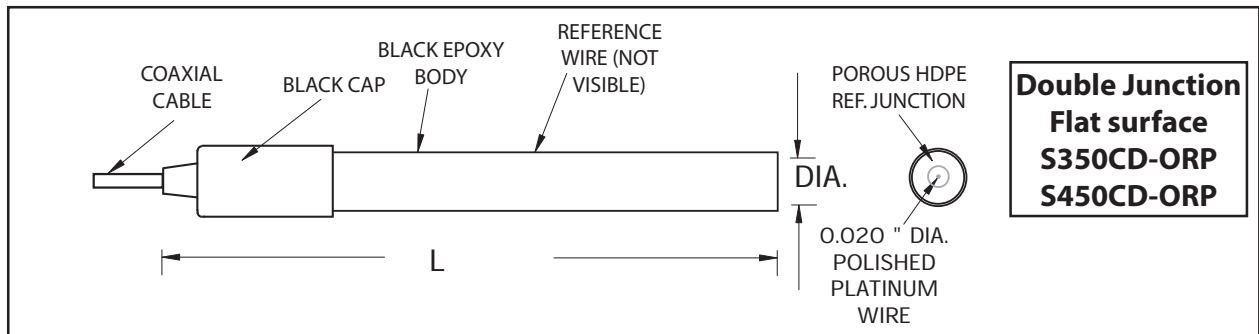 COAXIAL
CABLE
BLACK CAP
BLACK EPOXY
BODY
REFERENCE
WIRE (NOT
VISIBLE)
DIA.
L
POROUS HDPE
REF. JUNCTION
0.020 " DIA.
POLISHED
PLATINUM
WIRE
Double Junction
Flat surface
S350CD-ORP
S450CD-ORP